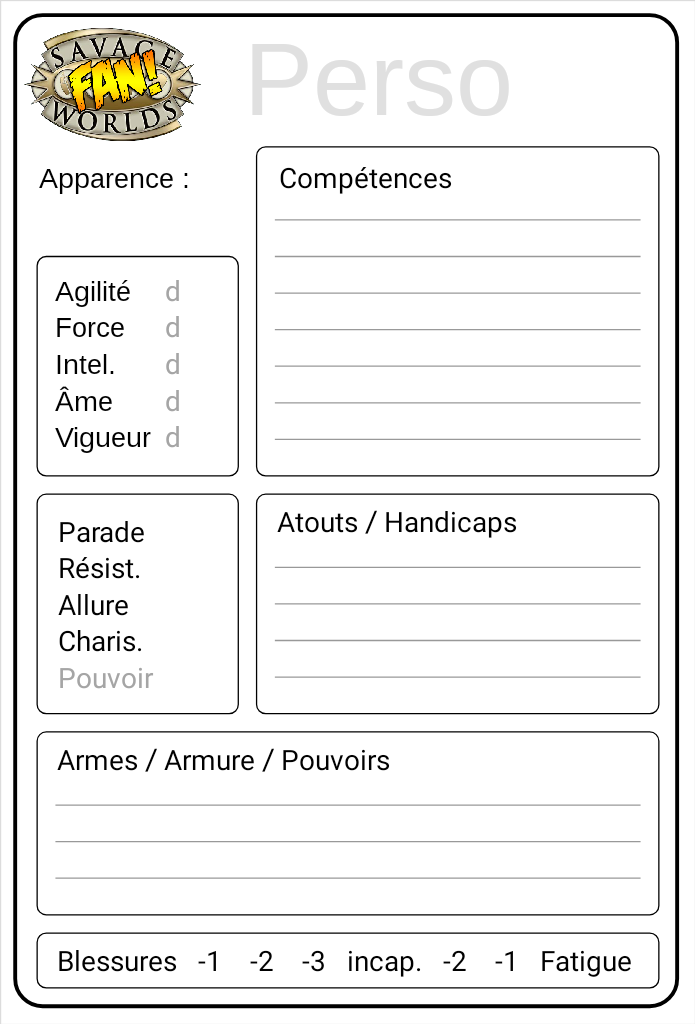 SAVAGE
FAN!
WORLDS
Perso
Apparence :
Compétences
Agilité d
Force d
Intel. d
Âme d
Vigueur d
Parade
Résist.
Allure
Charis.
Pouvoir
Atouts / Handicaps
Armes / Armure / Pouvoirs
Blessures -1 -2 -3 incap. -2 -1 Fatigue